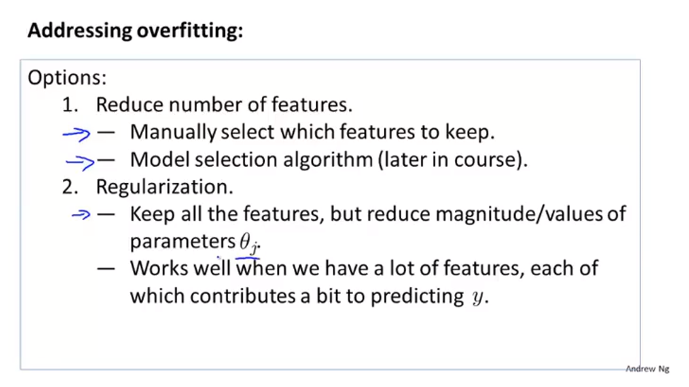 Addressing overfitting:
Options:
1. Reduce number of features.
— Manually select which features to keep.
— Model selection algorithm (later in course).
2. Regularization.
— Keep all the features, but reduce magnitude/values of
parameters θⱼ.
— Works well when we have a lot of features, each of
which contributes a bit to predicting y.
Andrew Ng